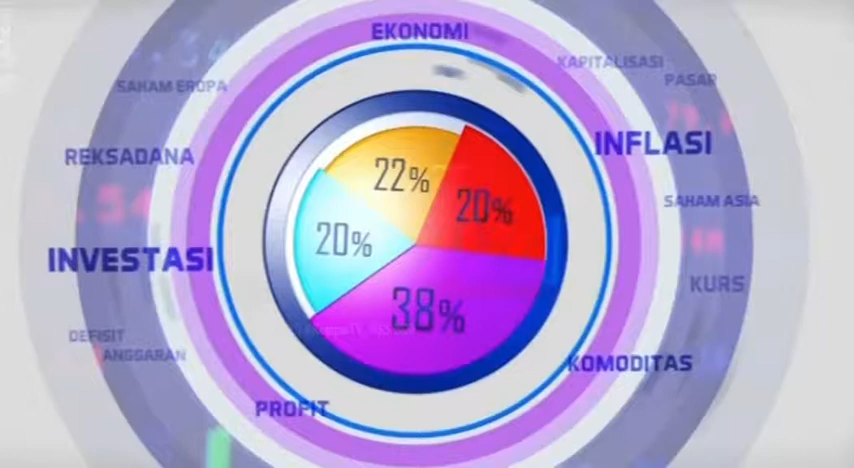 EKONOMI
KAPITALISASI
PASAR
SAHAM EROPA
INFLASI
REKSADANA
22%
20%
SAHAM ASIA
20%
INVESTASI
KURS
38%
DEFISIT
ANGGARAN
KOMODITAS
PROFIT